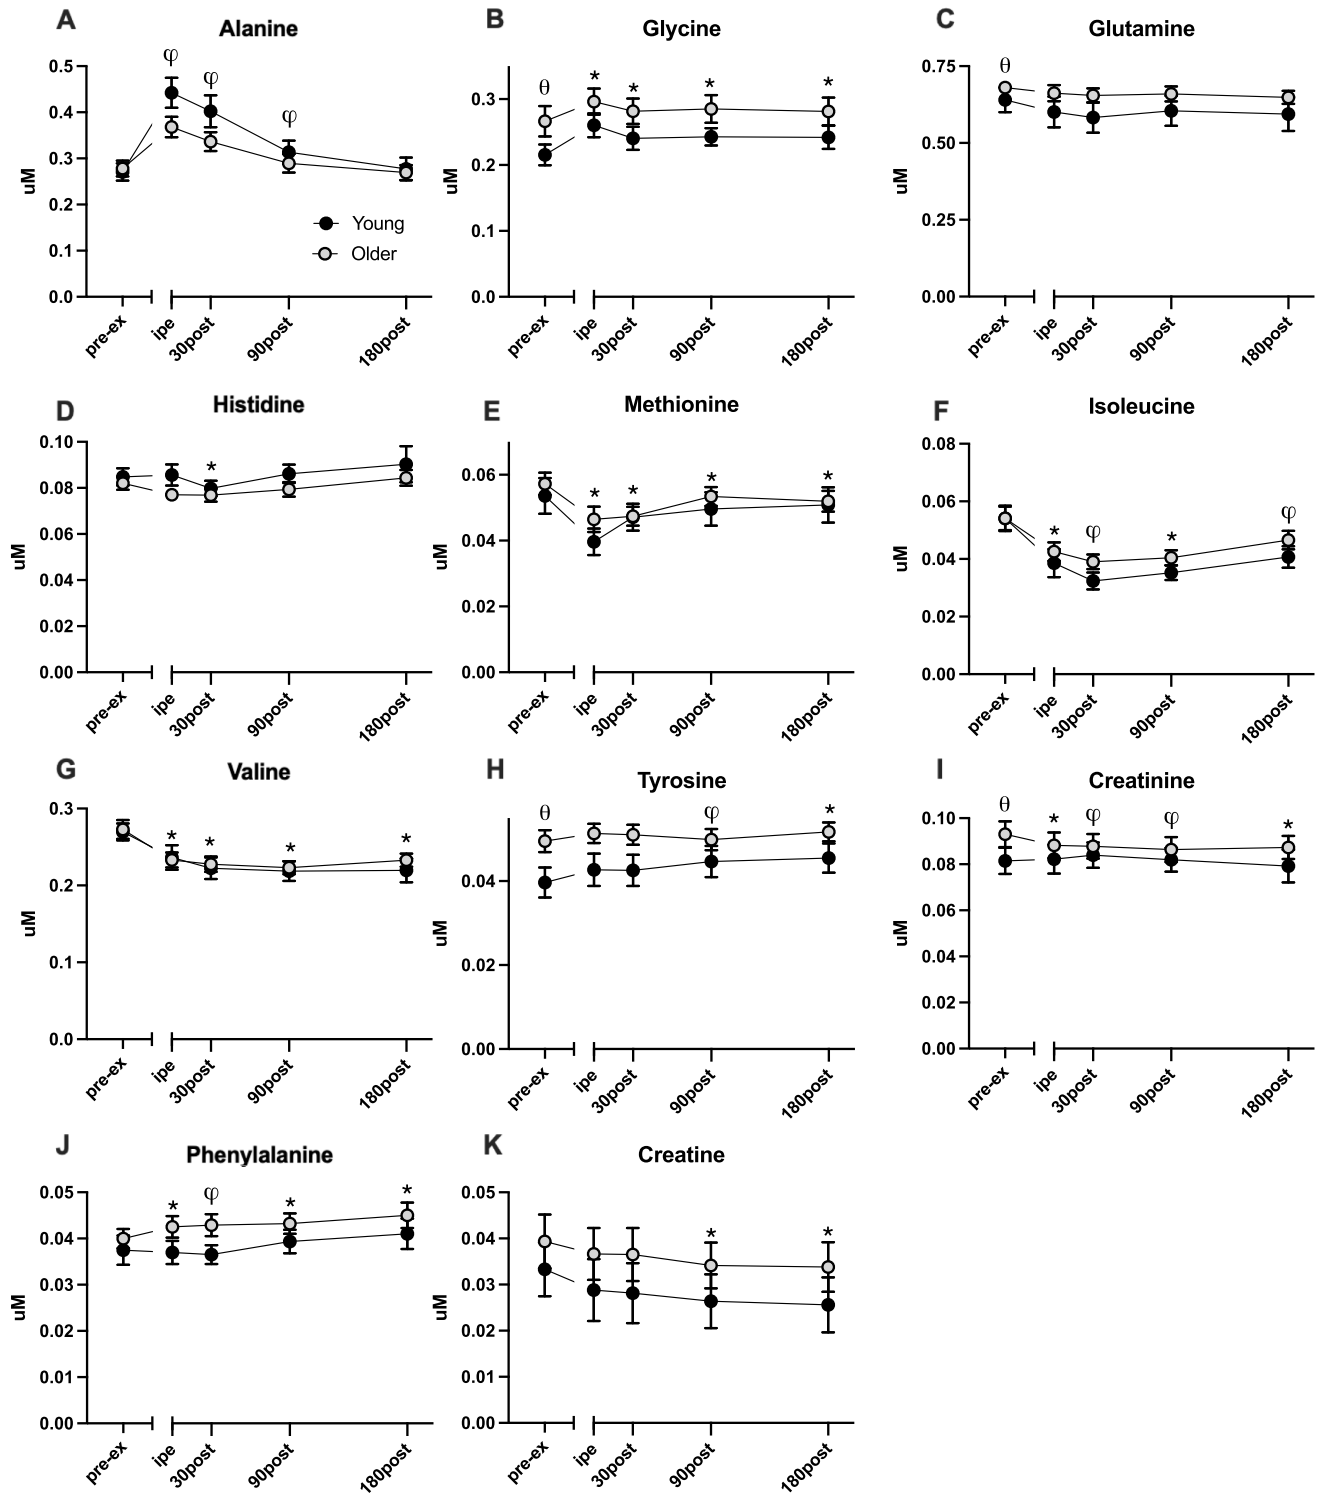 A
Alanine
φ
φ
φ
0.5
0.4
0.3
0.2
0.1
0.0
uM
Young
Older
pre-ex
ipe
30post
90post
180post
B
Glycine
θ
*
*
*
*
0.3
0.2
0.1
0.0
uM
pre-ex
ipe
30post
90post
180post
C
Glutamine
θ
0.75
0.50
0.25
0.00
uM
pre-ex
ipe
30post
90post
180post
D
Histidine
*
0.10
0.08
0.06
0.04
0.02
0.00
uM
pre-ex
ipe
30post
90post
180post
E
Methionine
*
*
*
*
0.06
0.04
0.02
0.00
uM
pre-ex
ipe
30post
90post
180post
F
Isoleucine
*
φ
*
φ
0.08
0.06
0.04
0.02
0.00
uM
pre-ex
ipe
30post
90post
180post
G
Valine
*
*
*
*
0.3
0.2
0.1
0.0
uM
pre-ex
ipe
30post
90post
180post
H
Tyrosine
θ
φ
*
0.04
0.02
0.00
uM
pre-ex
ipe
30post
90post
180post
I
Creatinine
θ
*
φ
φ
*
0.10
0.08
0.06
0.04
0.02
0.00
uM
pre-ex
ipe
30post
90post
180post
J
Phenylalanine
*
φ
*
*
0.05
0.04
0.03
0.02
0.01
0.00
uM
pre-ex
ipe
30post
90post
180post
K
Creatine
*
*
0.05
0.04
0.03
0.02
0.01
0.00
uM
pre-ex
ipe
30post
90post
180post